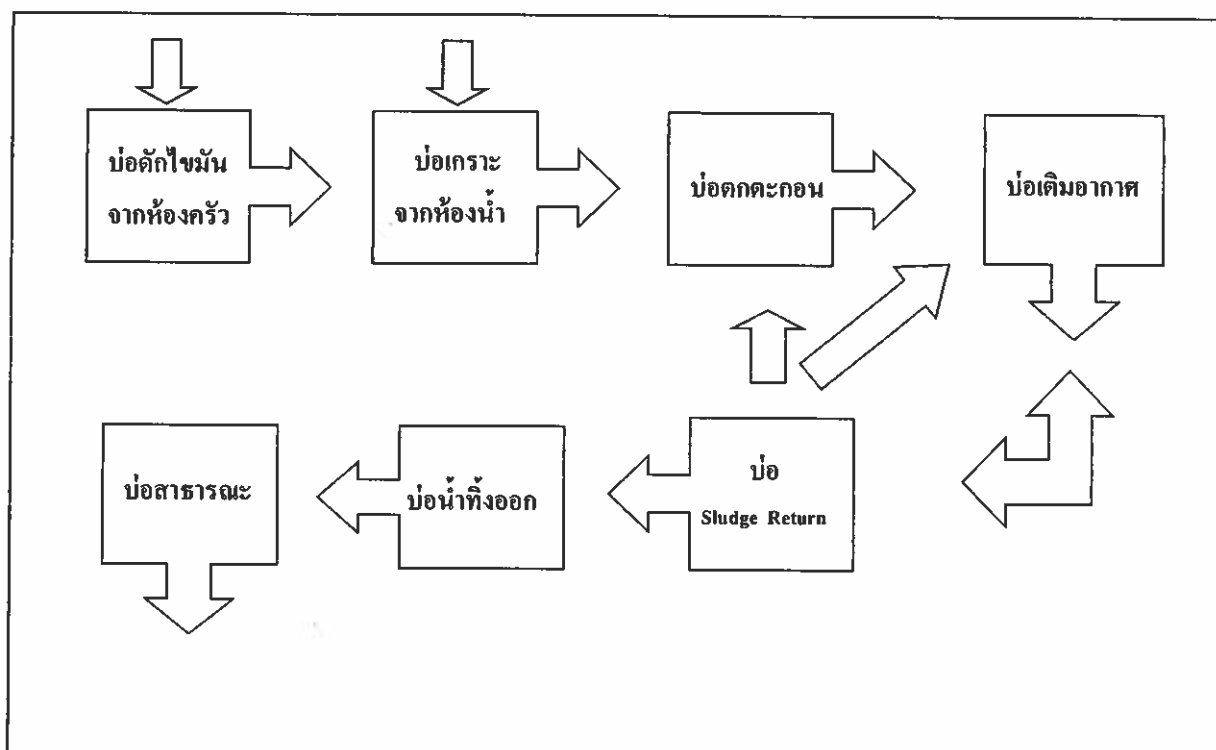 บ่อดักไขมัน
จากห้องครัว
บ่อเกราะ
จากห้องน้ำ
บ่อตกตะกอน
บ่อเติมอากาศ
บ่อสาธารณะ
บ่อน้ำทิ้งออก
บ่อ
Sludge Return